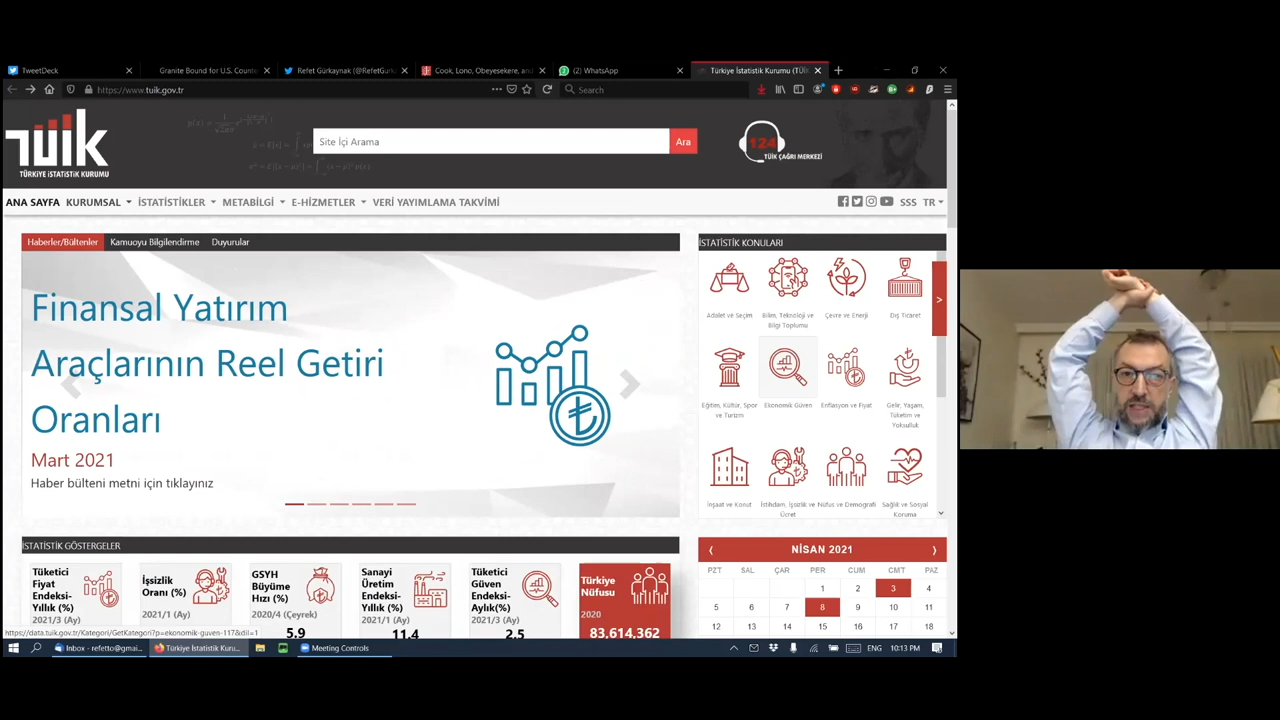 TweetDeck
Granite Bound for U.S. Count
Refet Gürkaynak (@RefetGurk
Cook, Lono, Obeyesekere, and
(2) WhatsApp
Türkiye İstatistik Kurumu (TÜİK
https://www.tuik.gov.tr
Search
TÜİK
TÜRKİYE İSTATİSTİK KURUMU
Site İçi Arama
Ara
124
TÜİK ÇAĞRI MERKEZİ
ANA SAYFA KURUMSAL İSTATİSTİKLER METABİLGİ E-HİZMETLER VERİ YAYIMLAMA TAKVİMİ
SSS TR
Haberler/Bültenler Kamuoyu Bilgilendirme Duyurular
Finansal Yatırım
Araçlarının Reel Getiri
Oranları
Mart 2021
Haber bülteni metni için tıklayınız
İSTATİSTİK KONULARI
Adalet ve Seçim
Bilim, Teknoloji ve
Bilgi Toplumu
Çevre ve Enerji
Dış Ticaret
Eğitim, Kültür, Spor
ve Turizm
Ekonomik Güven
Enflasyon ve Fiyat
Gelir, Yaşam,
Tüketim ve
Yoksulluk
İnşaat ve Konut
İstihdam, İşsizlik ve
Ücret
Nüfus ve Demografi
Sağlık ve Sosyal
Koruma
İSTATİSTİK GÖSTERGELER
Tüketici
Fiyat
Endeksi-
Yıllık (%)
2021/3 (Ay)
İşsizlik
Oranı (%)
2021/1 (Ay)
GSYH
Büyüme
Hızı (%)
2020/4 (Çeyrek)
5.9
Sanayi
Üretim
Endeksi-
Yıllık(%)
2021/1 (Ay)
11.4
Tüketici
Güven
Endeksi-
Aylık(%)
2021/3 (Ay)
2.5
Türkiye
Nüfusu
2020
83,614,362
NİSAN 2021
PZT SAL ÇAR PER CUM CMT PAZ
1 2 3 4
5 6 7 8 9 10 11
12 13 14 15 16 17 18
https://data.tuik.gov.tr/Kategori/GetKategori?p=ekonomik-guven-117&dil=1
Inbox - refetto@gmai...
Türkiye İstatistik Kuru...
Meeting Controls
ENG
10:13 PM